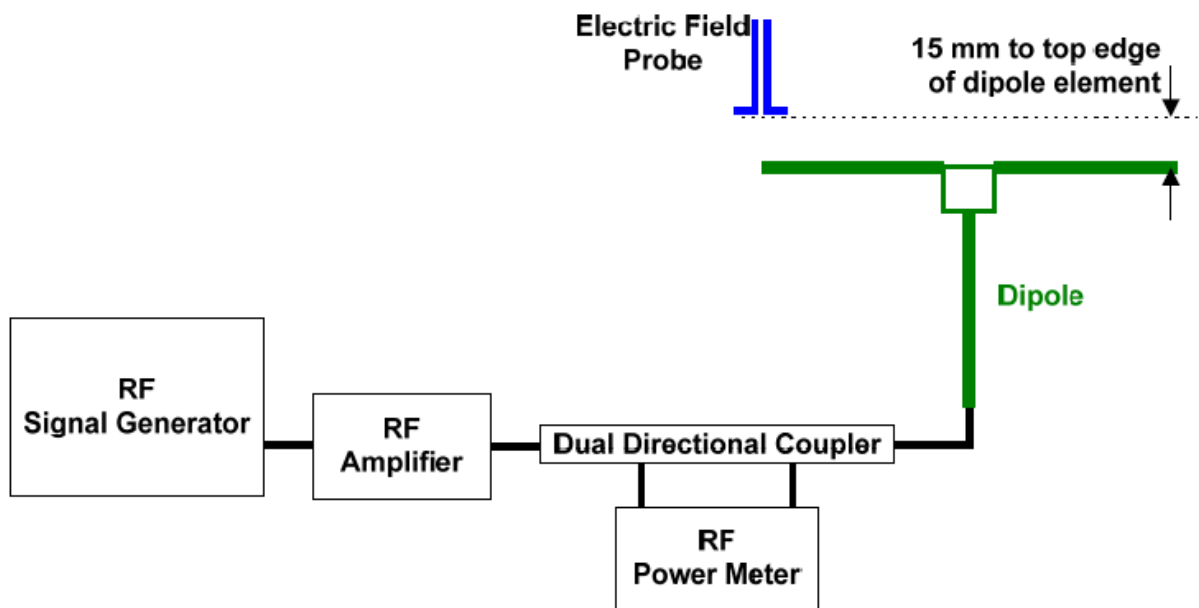 Electric Field
Probe
15 mm to top edge
of dipole element
Dipole
RF
Signal Generator
RF
Amplifier
Dual Directional Coupler
RF
Power Meter